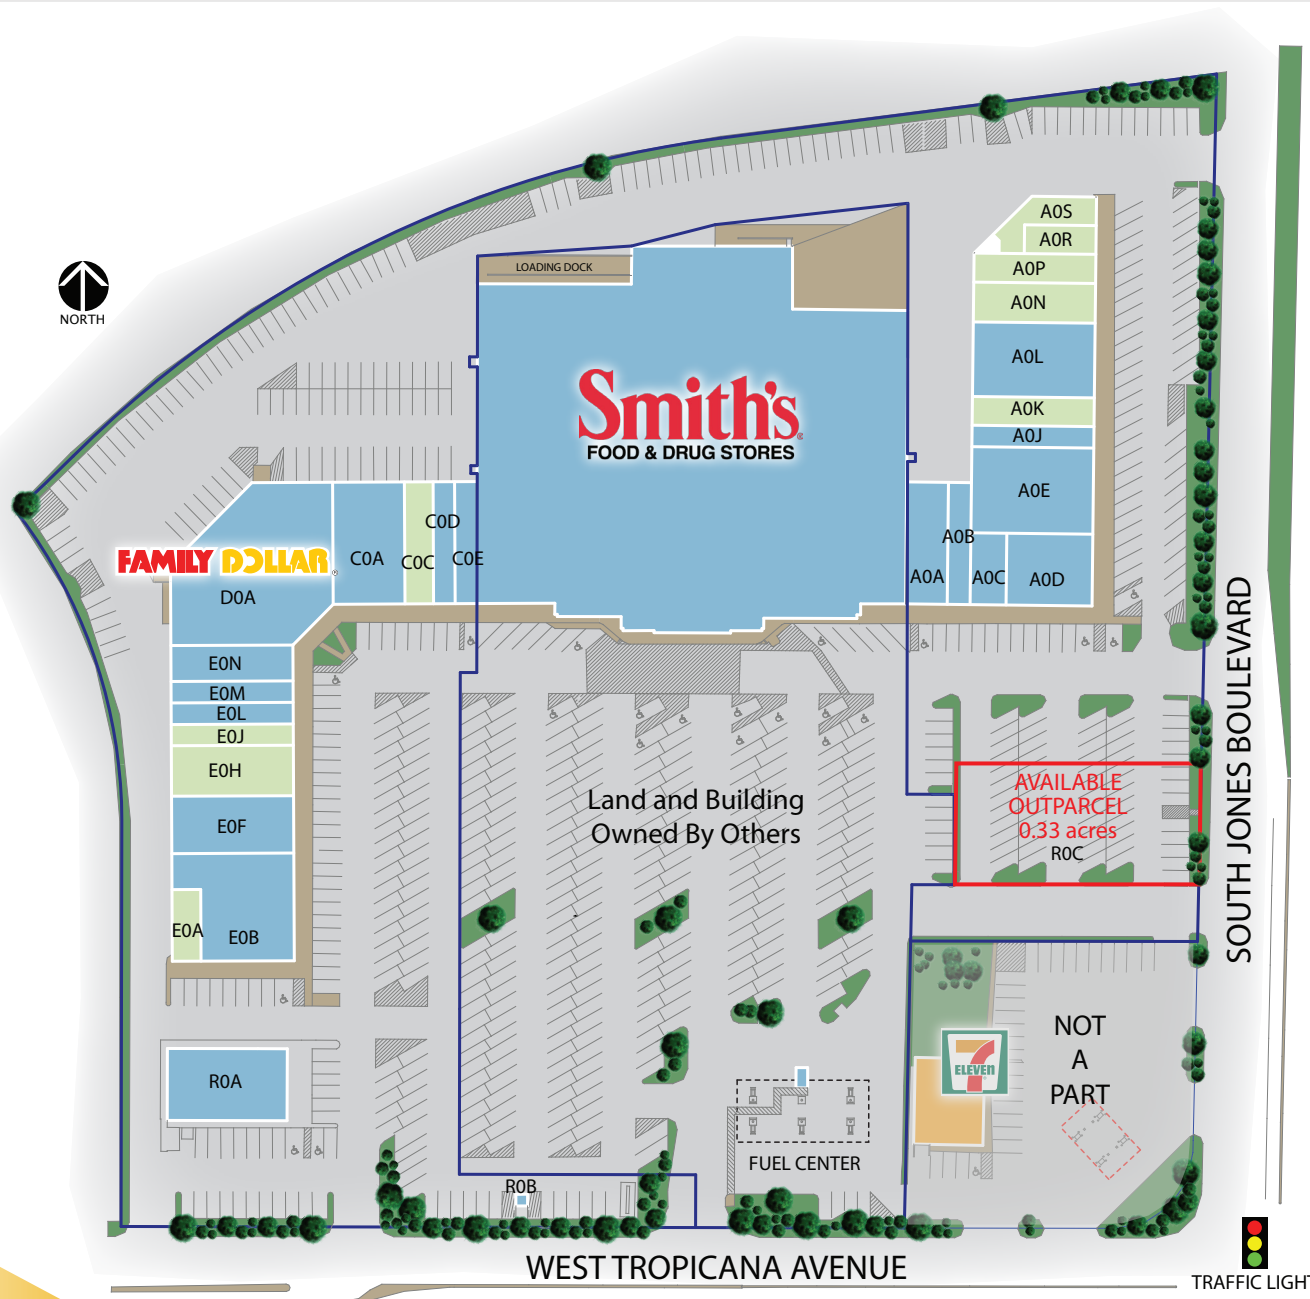 A0S
A0R
A0P
LOADING DOCK
A0N
NORTH
A0L
Smith's
FOOD & DRUG STORES
A0K
A0J
A0E
C0D
A0B
FAMILY DOLLAR
C0A
C0C
C0E
A0A
A0C
A0D
D0A
E0N
E0M
E0L
E0J
E0H
E0F
E0A
E0B
Land and Building
Owned By Others
AVAILABLE
OUTPARCEL
0.33 acres
R0C
SOUTH JONES BOULEVARD
7
ELEVEN
NOT
A
PART
R0A
FUEL CENTER
R0B
WEST TROPICANA AVENUE
TRAFFIC LIGHT